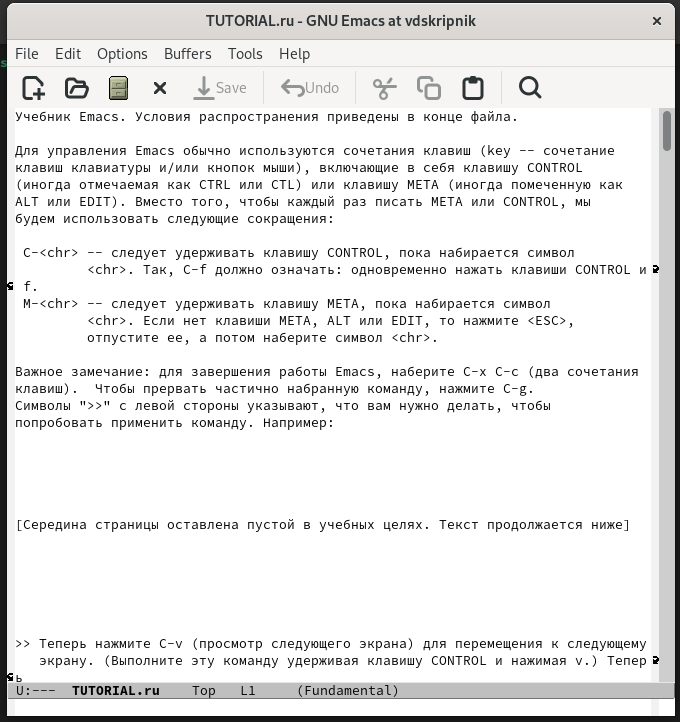 TUTORIAL.ru - GNU Emacs at vdskripnik
File Edit Options Buffers Tools Help
Save Undo
Учебник Emacs. Условия распространения приведены в конце файла.
Для управления Emacs обычно используются сочетания клавиш (key -- сочетание
клавиш клавиатуры и/или кнопок мыши), включающие в себя клавишу CONTROL
(иногда отмечаемая как CTRL или CTL) или клавишу META (иногда помеченную как
ALT или EDIT). Вместо того, чтобы каждый раз писать META или CONTROL, мы
будем использовать следующие сокращения:
C-<chr> -- следует удерживать клавишу CONTROL, пока набирается символ
<chr>. Так, C-f должно означать: одновременно нажать клавиши CONTROL и
f.
M-<chr> -- следует удерживать клавишу META, пока набирается символ
<chr>. Если нет клавиши META, ALT или EDIT, то нажмите <ESC>,
отпустите ее, а потом наберите символ <chr>.
Важное замечание: для завершения работы Emacs, наберите C-x C-c (два сочетания
клавиш).  Чтобы прервать частично набранную команду, нажмите C-g.
Символы ">>" с левой стороны указывают, что вам нужно делать, чтобы
попробовать применить команду. Например:
[Середина страницы оставлена пустой в учебных целях. Текст продолжается ниже]
>> Теперь нажмите C-v (просмотр следующего экрана) для перемещения к следующему
экрану. (Выполните эту команду удерживая клавишу CONTROL и нажимая v.) Тепер
ь
U:--- TUTORIAL.ru Top L1 (Fundamental)